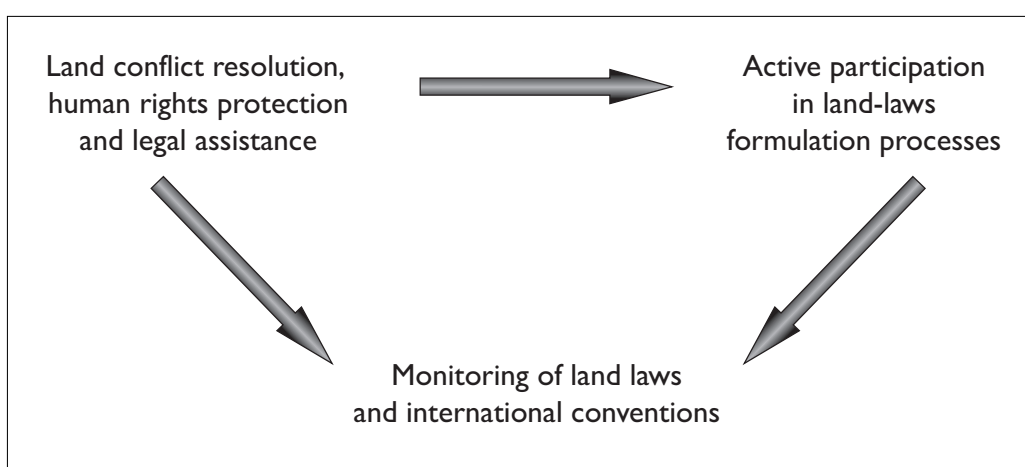 Land conflict resolution,
human rights protection
and legal assistance
Active participation
in land-laws
formulation processes
Monitoring of land laws
and international conventions